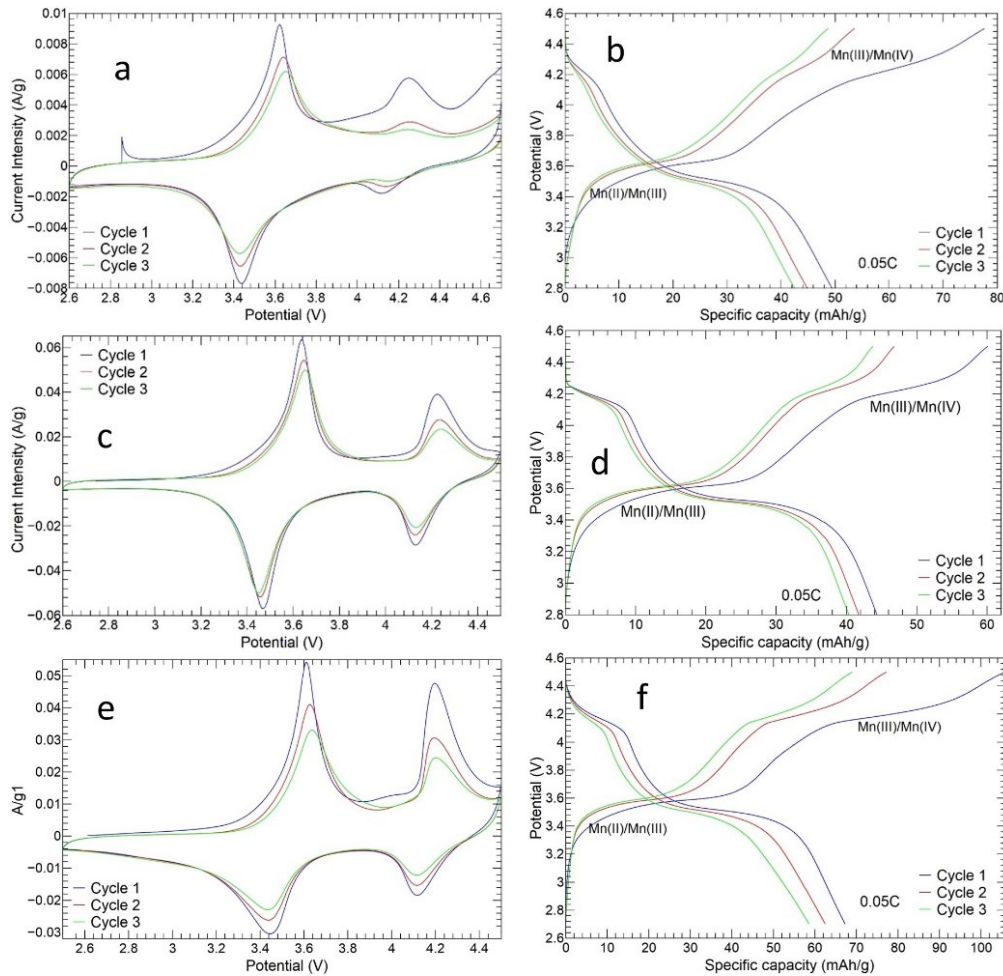 a
Current Intensity (A/g)
0.01
0.008
0.006
0.004
0.002
0
−0.002
−0.004
−0.006
−0.008
Cycle 1
Cycle 2
Cycle 3
2.6 3 3.4 3.8 4.2 4.6
Potential (V)
b
Potential (V)
4.5
4.2
3.9
3.6
3.3
3
2.8
Mn(III)/Mn(IV)
Mn(II)/Mn(III)
0.05C
Cycle 1
Cycle 2
Cycle 3
0 10 20 30 40 50 60 70 80
Specific capacity (mAh/g)
c
Current Intensity (A/g)
0.06
0.04
0.02
0
−0.02
−0.04
−0.06
Cycle 1
Cycle 2
Cycle 3
2.6 2.8 3 3.2 3.4 3.6 3.8 4 4.2 4.4
Potential (V)
d
Potential (V)
4.6
4.2
3.9
3.6
3.3
3
2.8
Mn(III)/Mn(IV)
Mn(II)/Mn(III)
0.05C
Cycle 1
Cycle 2
Cycle 3
0 10 20 30 40 50 60
Specific capacity (mAh/g)
e
A/g1
0.05
0.04
0.03
0.02
0.01
0
−0.01
−0.02
−0.03
Cycle 1
Cycle 2
Cycle 3
2.6 2.8 3 3.2 3.4 3.6 3.8 4 4.2 4.4
Potential (V)
f
Potential (V)
4.6
4.4
4.2
3.9
3.6
3.3
3
2.8
2.6
Mn(III)/Mn(IV)
Mn(II)/Mn(III)
0.05C
Cycle 1
Cycle 2
Cycle 3
0 10 20 30 40 50 60 70 80 90 100
Specific capacity (mAh/g)